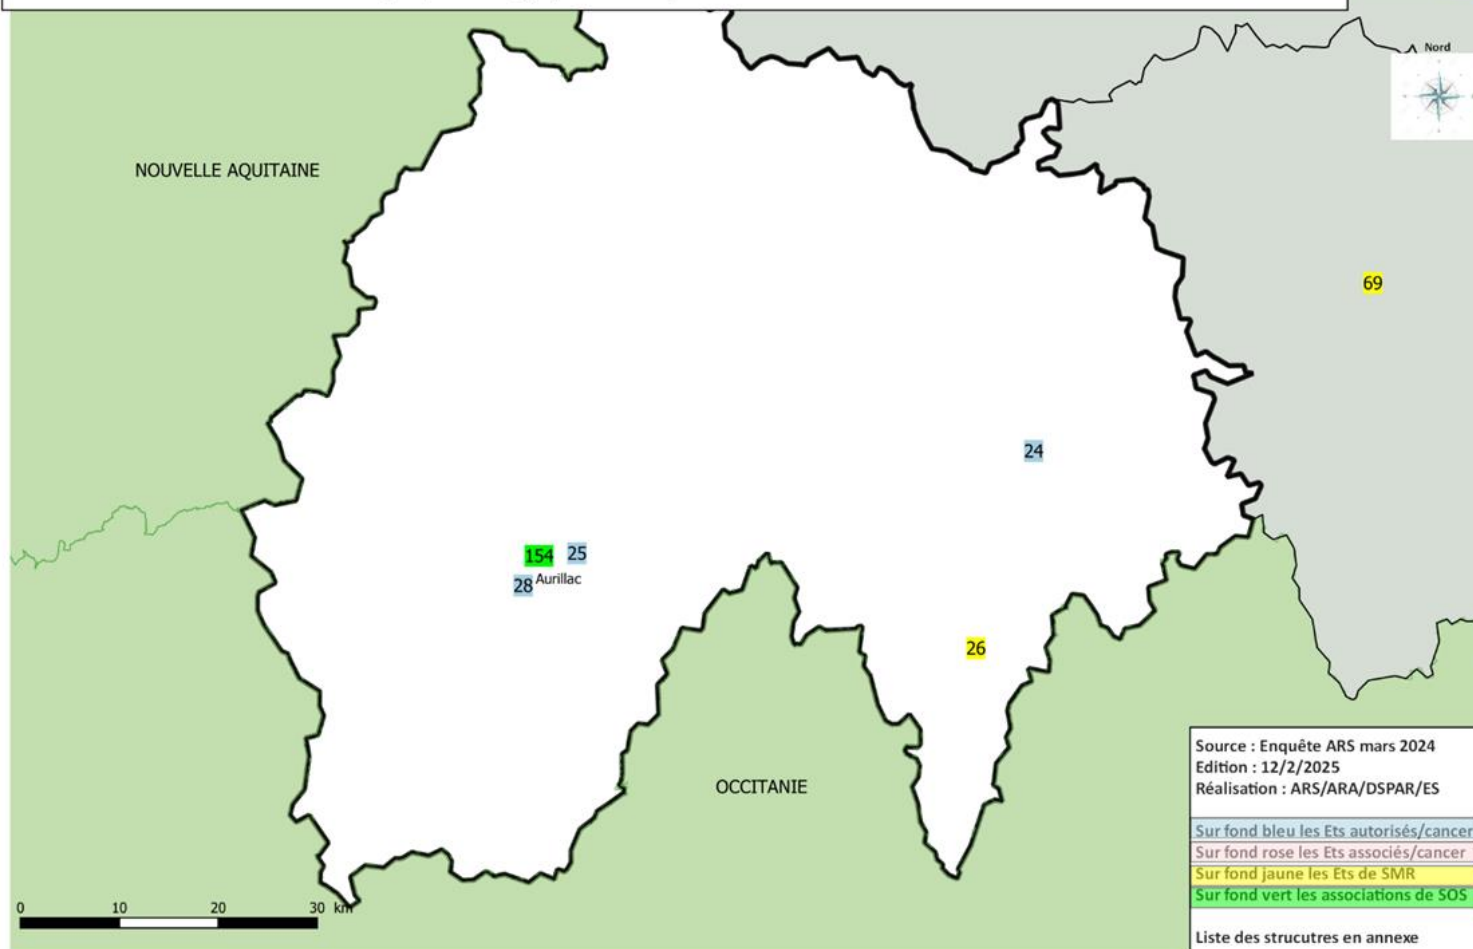 Nord
NOUVELLE AQUITAINE
69
24
154
25
28
Aurillac
26
OCCITANIE
Source : Enquête ARS mars 2024
Edition : 12/2/2025
Réalisation : ARS/ARA/DSPAR/ES
Sur fond bleu les Ets autorisés/cancer
Sur fond rose les Ets associés/cancer
Sur fond jaune les Ets de SMR
Sur fond vert les associations de SOS
Liste des strucutres en annexe
0 10 20 30 km